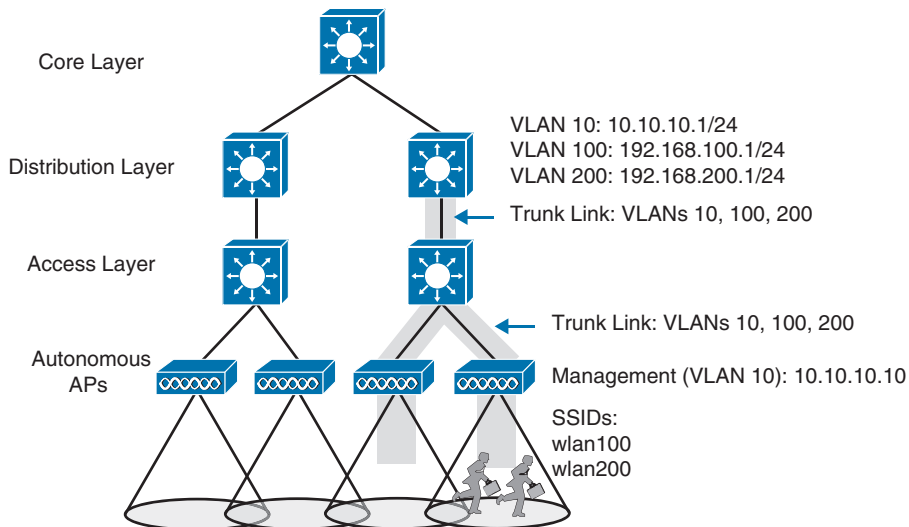 Core Layer
VLAN 10: 10.10.10.1/24
Distribution Layer
VLAN 100: 192.168.100.1/24
VLAN 200: 192.168.200.1/24
Trunk Link: VLANs 10, 100, 200
Access Layer
Trunk Link: VLANs 10, 100, 200
Autonomous
APs
Management (VLAN 10): 10.10.10.10
SSIDs:
wlan100
wlan200